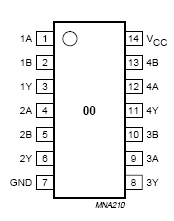 1A 1 14 VCC
1B 2 13 4B
1Y 3 12 4A
2A 4 00 11 4Y
2B 5 10 3B
2Y 6 9 3A
GND 7 8 3Y
MNA210